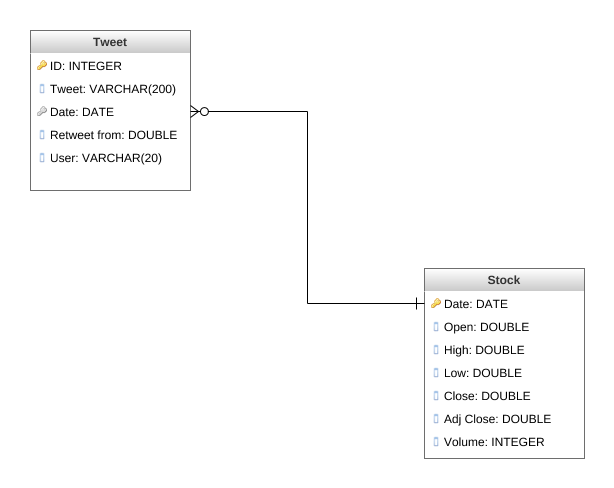 Tweet
ID: INTEGER
Tweet: VARCHAR(200)
Date: DATE
Retweet from: DOUBLE
User: VARCHAR(20)
Stock
Date: DATE
Open: DOUBLE
High: DOUBLE
Low: DOUBLE
Close: DOUBLE
Adj Close: DOUBLE
Volume: INTEGER